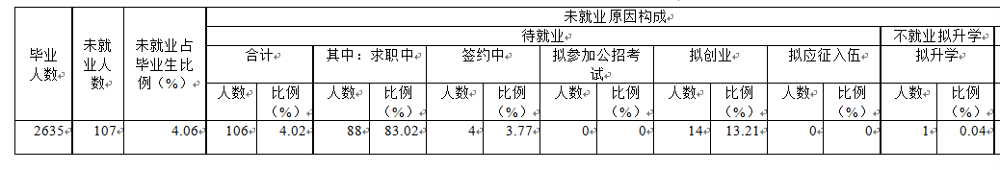 未就业原因构成
待就业
不就业拟升学
毕业
人数
未就
业人
数
未就业占
毕业生比
例（%）
合计
其中：求职中
签约中
拟参加公招考
试
拟创业
拟应征入伍
拟升学
人数
比例
（%）
人数
比例
（%）
人数
比例
（%）
人数
比例
（%）
人数
比例
（%）
人数
比例
（%）
人数
比例
（%）
2635 107 4.06 106 4.02 88 83.02 4 3.77 0 0 14 13.21 0 0 1 0.04